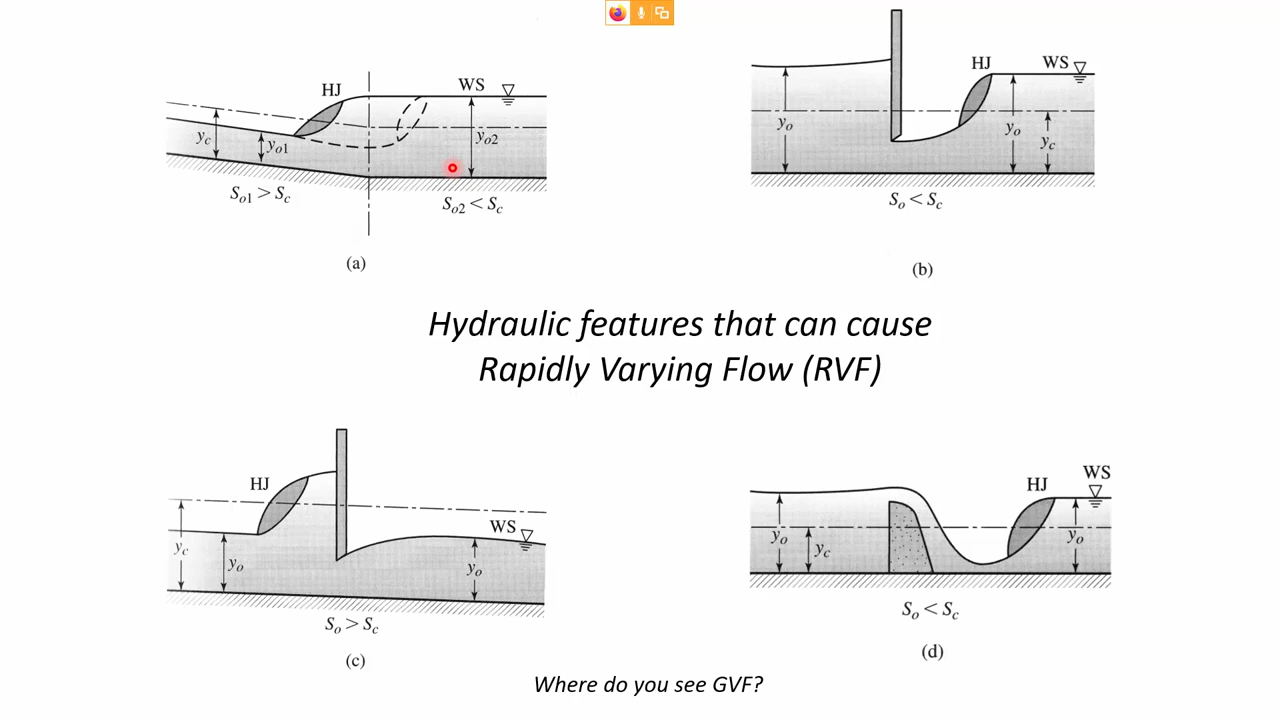 HJ
WS
y_c
y_o1
y_o2
S_o1 > S_c
S_o2 < S_c
(a)
HJ
WS
y_o
y_o
y_c
S_o < S_c
(b)
Hydraulic features that can cause
Rapidly Varying Flow (RVF)
HJ
WS
y_c
y_o
y_o
S_o > S_c
(c)
WS
HJ
y_o
y_c
y_o
S_o < S_c
(d)
Where do you see GVF?